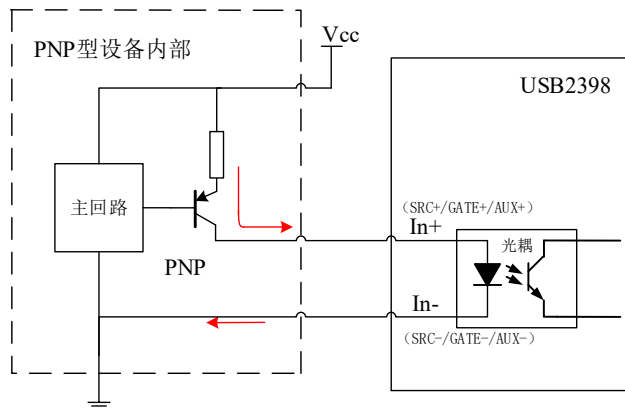 PNP型设备内部
Vcc
USB2398
主回路
PNP
（SRC+/GATE+/AUX+）
In+
光耦
In-
（SRC-/GATE-/AUX-）